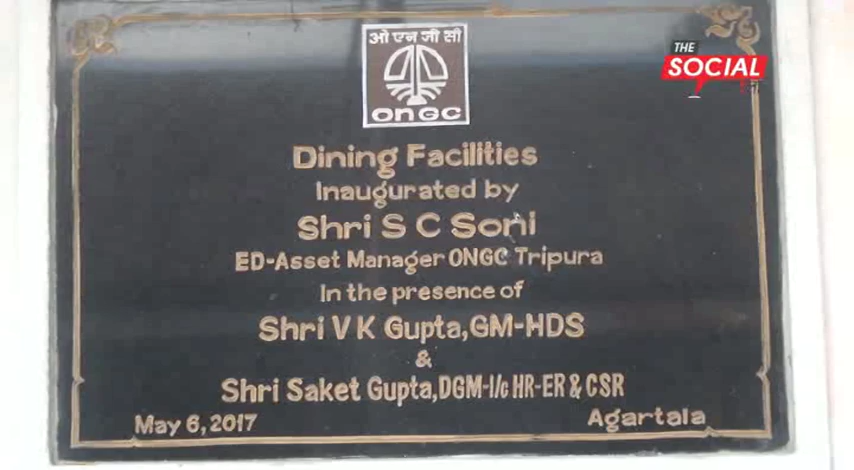 ओ एन जी सी
ONGC
THE
SOCIAL
Dining Facilities
Inaugurated by
Shri S C Soni
ED-Asset Manager ONGC Tripura
In the presence of
Shri V K Gupta,GM-HDS
&
Shri Saket Gupta,DGM-I/c HR-ER & CSR
May 6, 2017 Agartala